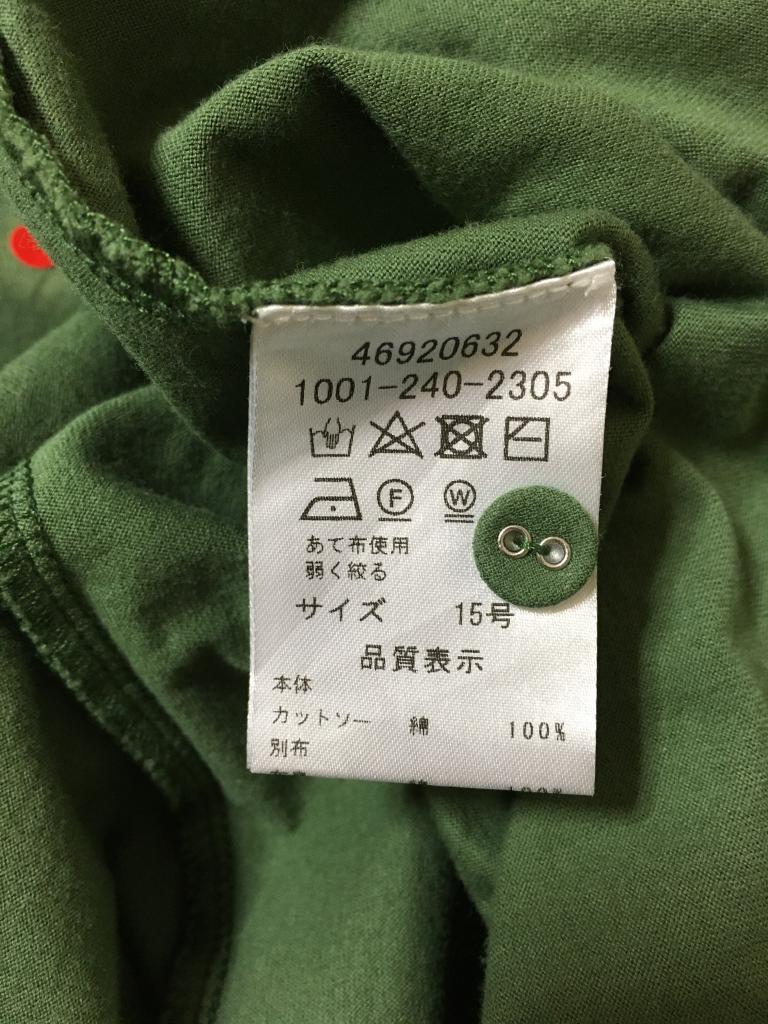 46920632
1001-240-2305
F W
あて布使用
弱く絞る
サイズ 15号
品質表示
本体
カットソー 綿 100%
別布